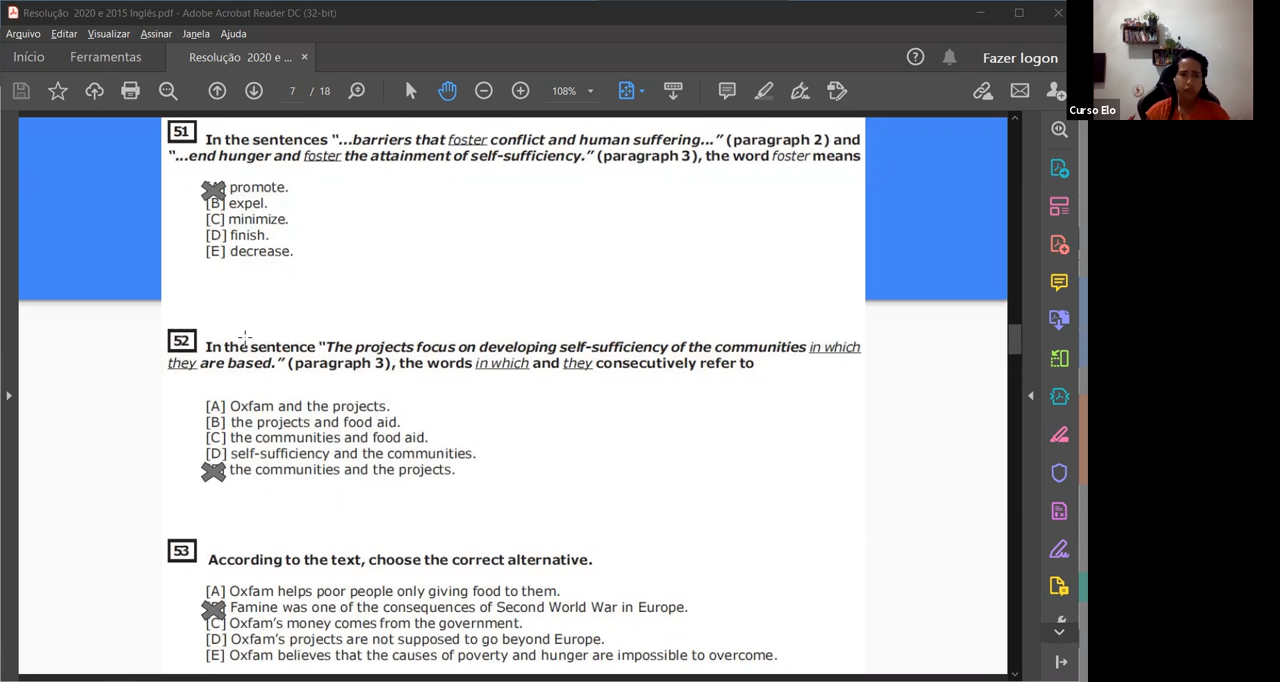 Resolução 2020 e 2015 Inglês.pdf - Adobe Acrobat Reader DC (32-bit)
Arquivo Editar Visualizar Assinar Janela Ajuda
Início Ferramentas Resolução 2020 e ... × Fazer logon
7 / 18 108%
Curso Elo
51 In the sentences "...barriers that foster conflict and human suffering..." (paragraph 2) and
"...end hunger and foster the attainment of self-sufficiency." (paragraph 3), the word foster means
promote.
[B] expel.
[C] minimize.
[D] finish.
[E] decrease.
52 In the sentence "The projects focus on developing self-sufficiency of the communities in which
they are based." (paragraph 3), the words in which and they consecutively refer to
[A] Oxfam and the projects.
[B] the projects and food aid.
[C] the communities and food aid.
[D] self-sufficiency and the communities.
the communities and the projects.
53 According to the text, choose the correct alternative.
[A] Oxfam helps poor people only giving food to them.
Famine was one of the consequences of Second World War in Europe.
[C] Oxfam's money comes from the government.
[D] Oxfam's projects are not supposed to go beyond Europe.
[E] Oxfam believes that the causes of poverty and hunger are impossible to overcome.